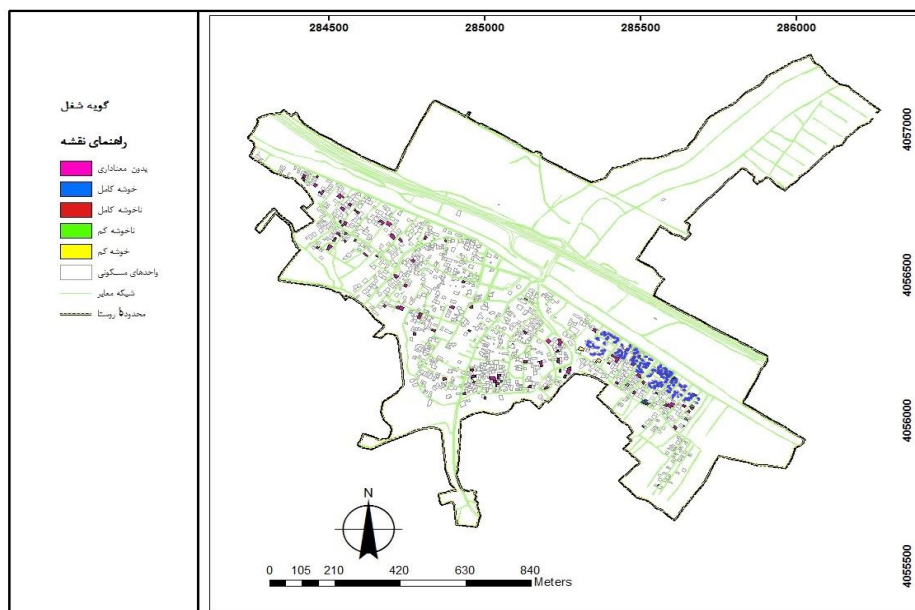 گویه شغل
راهنمای نقشه
بدون معناداری
خوشه کامل
ناخوشه کامل
ناخوشه کم
خوشه کم
واحدهای مسکونی
شبکه معابر
محدوده روستا
284500 285000 285500 286000
4057000
4056500
4056000
4055500
N
0 105 210 420 630 840
Meters